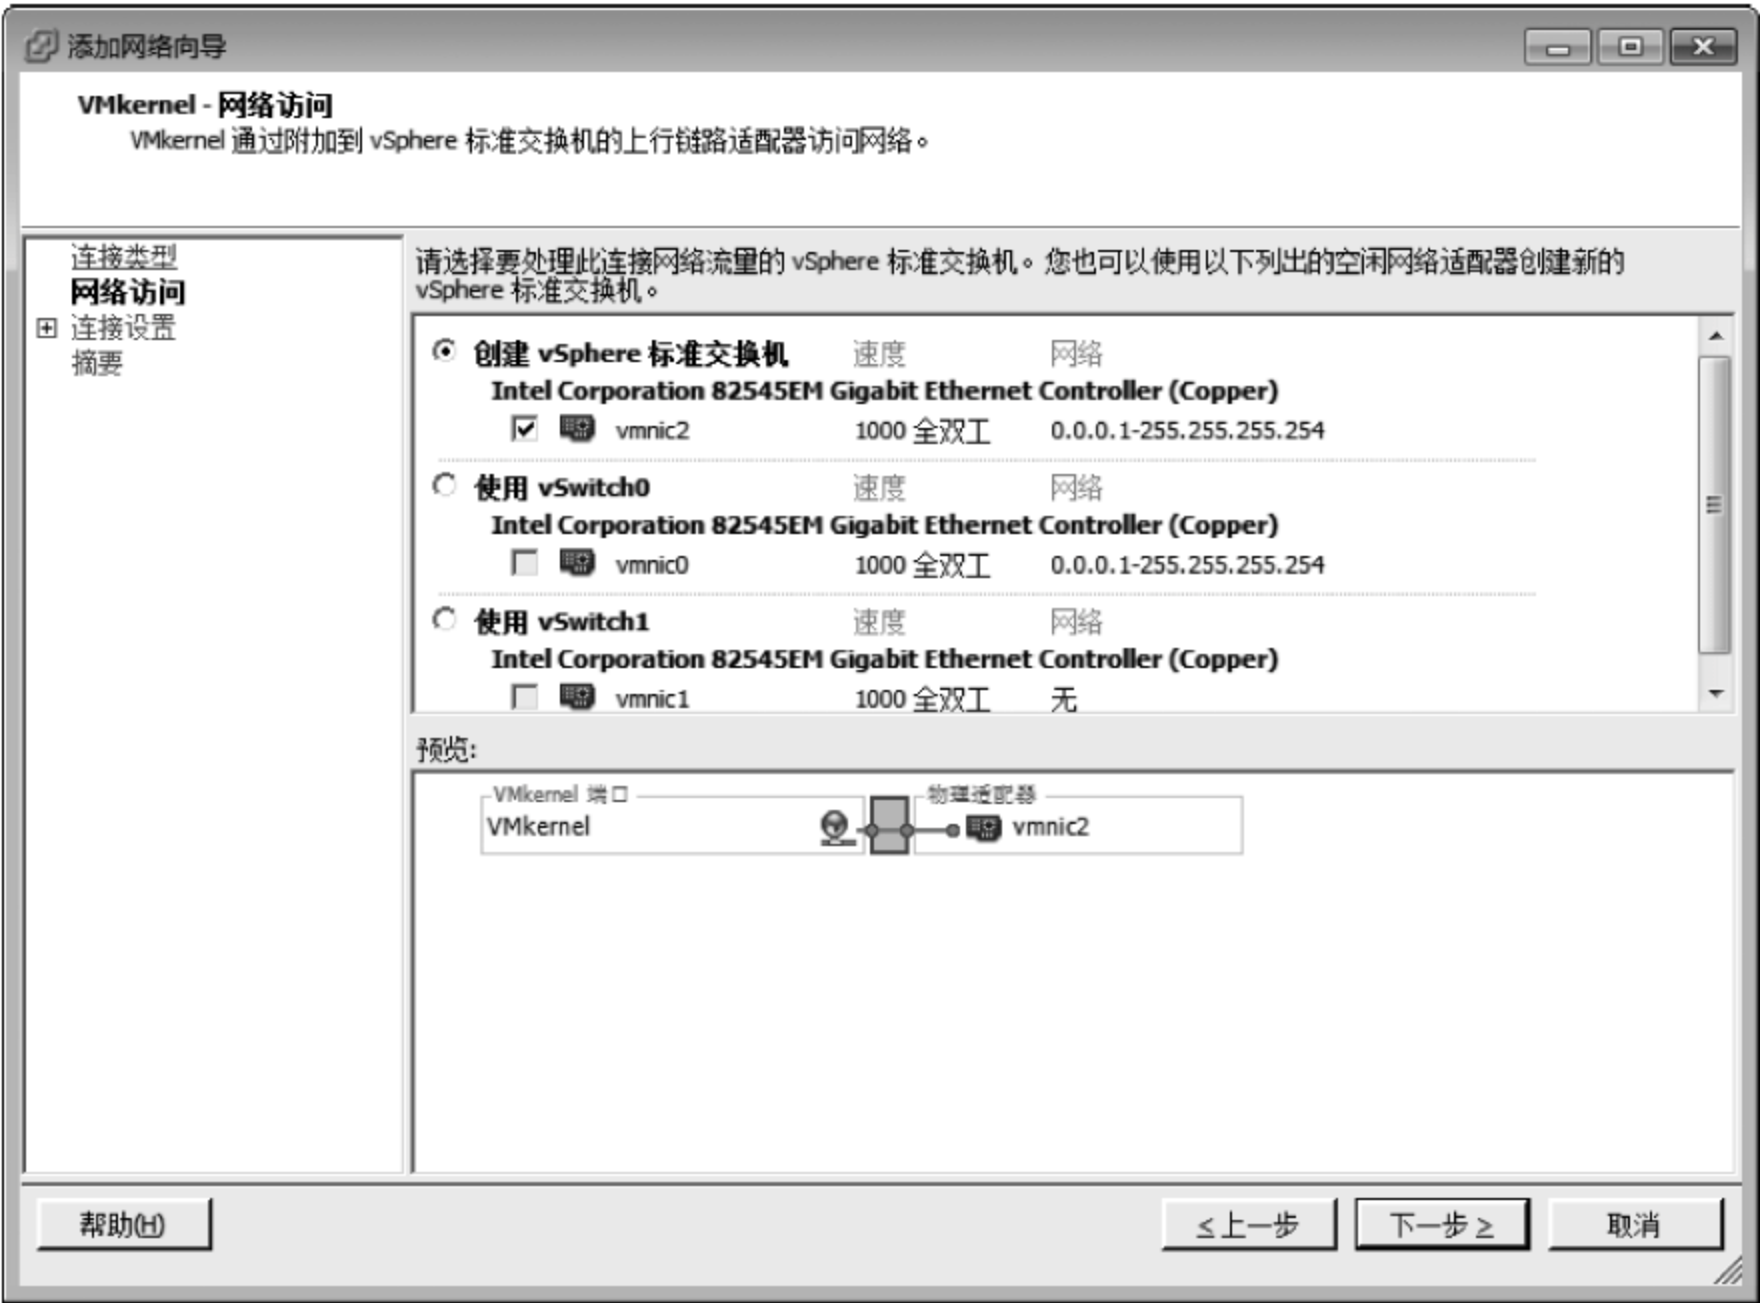 添加网络向导
VMkernel - 网络访问
VMkernel 通过附加到 vSphere 标准交换机的上行链路适配器访问网络。
连接类型
网络访问
连接设置
摘要
请选择要处理此连接网络流量的 vSphere 标准交换机。您也可以使用以下列出的空闲网络适配器创建新的
vSphere 标准交换机。
创建 vSphere 标准交换机 速度 网络
Intel Corporation 82545EM Gigabit Ethernet Controller (Copper)
vmnic2 1000 全双工 0.0.0.1-255.255.255.254
使用 vSwitch0 速度 网络
Intel Corporation 82545EM Gigabit Ethernet Controller (Copper)
vmnic0 1000 全双工 0.0.0.1-255.255.255.254
使用 vSwitch1 速度 网络
Intel Corporation 82545EM Gigabit Ethernet Controller (Copper)
vmnic1 1000 全双工 无
预览:
VMkernel 端口 物理适配器
VMkernel vmnic2
帮助(H) ≤上一步 下一步≥ 取消